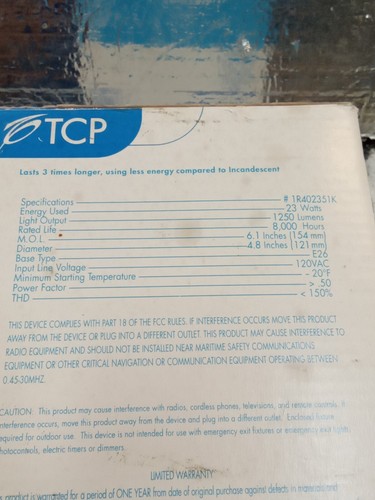 TCP
Lasts 3 times longer, using less energy compared to Incandescent
Specifications # 1R402351K
Energy Used 23 Watts
Light Output 1250 Lumens
Rated Life 8,000 Hours
M.O.L. 6.1 Inches (154 mm)
Diameter 4.8 Inches (121 mm)
Base Type E26
Input Line Voltage 120VAC
Minimum Starting Temperature - 20°F
Power Factor > .50
THD < 150%
THIS DEVICE COMPLIES WITH PART 18 OF THE FCC RULES. IF INTERFERENCE OCCURS MOVE THIS PRODUCT
AWAY FROM THE DEVICE OR PLUG INTO A DIFFERENT OUTLET. THIS PRODUCT MAY CAUSE INTERFERENCE TO
RADIO EQUIPMENT AND SHOULD NOT BE INSTALLED NEAR MARITIME SAFETY COMMUNICATIONS
EQUIPMENT OR OTHER CRITICAL NAVIGATION OR COMMUNICATION EQUIPMENT OPERATING BETWEEN
0.45-30MHZ.
CAUTION: This product may cause interference with radios, cordless phones, televisions, and remote controls. If
interference occurs, move this product away from the device and plug into a different outlet. Enclosed fixture
required for outdoor use. This device is not intended for use with emergency exit fixtures or emergency exit lights,
photocontrols, electric timers or dimmers.
LIMITED WARRANTY
product is warranted for a period of ONE YEAR from date of original purchase against defects in materials and